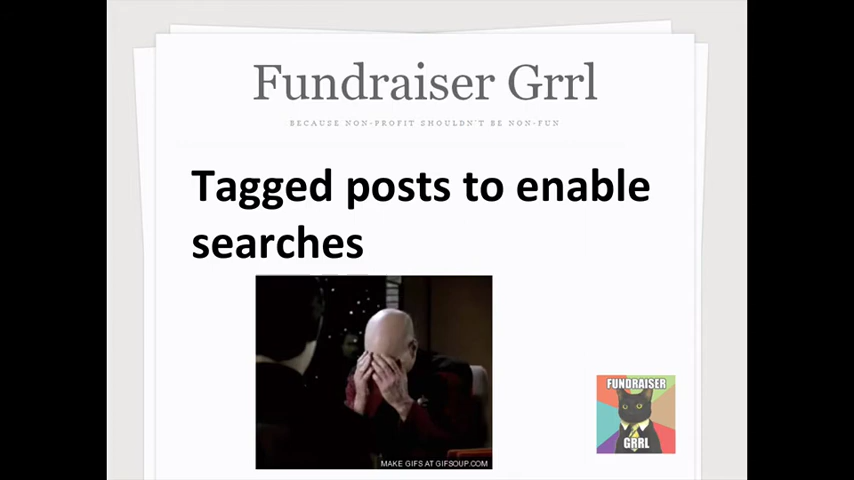 Fundraiser Grrl
BECAUSE NON-PROFIT SHOULDN'T BE NON-FUN
Tagged posts to enable
searches
MAKE GIFS AT GIFSOUP.COM
FUNDRAISER
GRRL